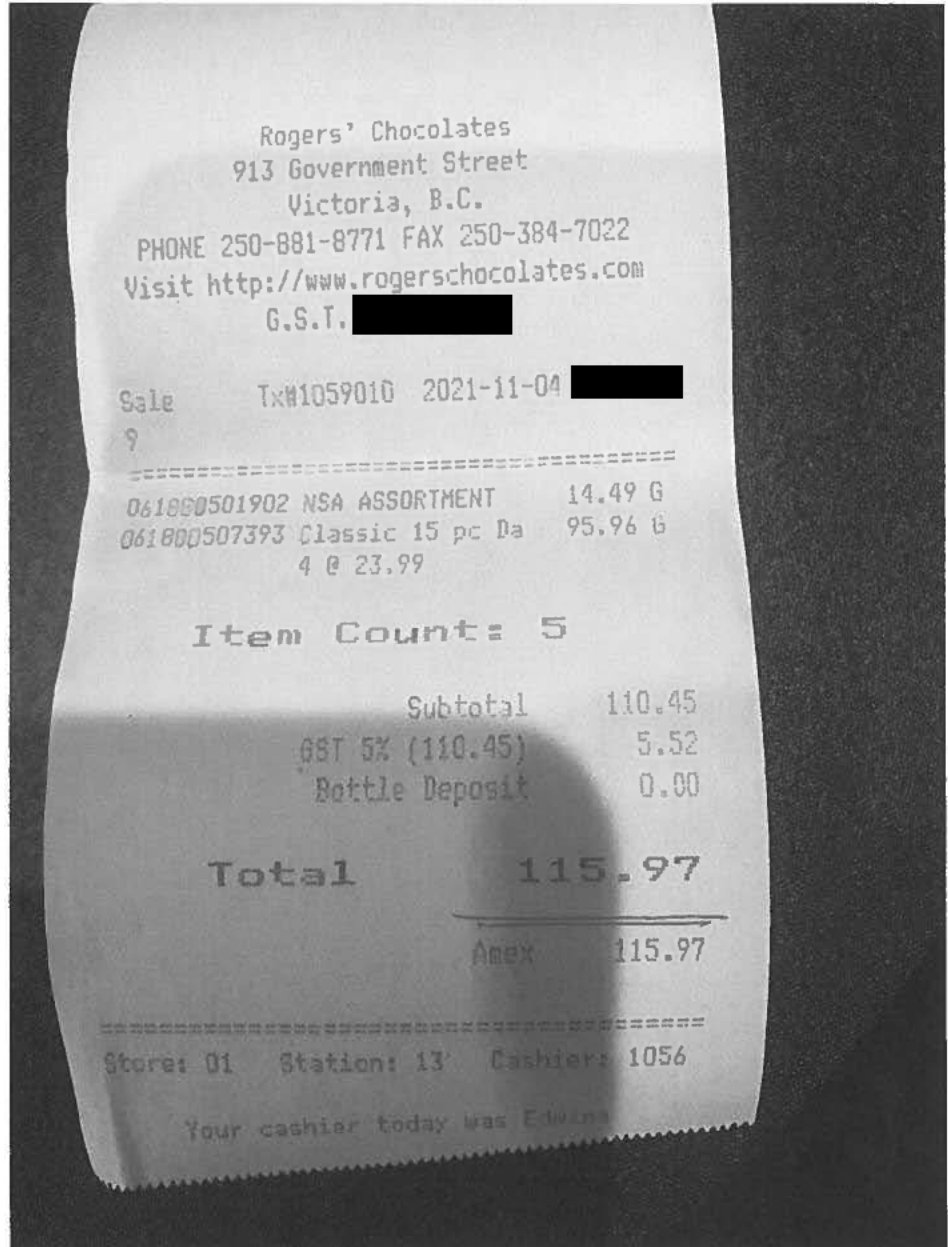 Rogers' Chocolates
913 Government Street
Victoria, B.C.
PHONE 250-881-8771 FAX 250-384-7022
Visit http://www.rogerschocolates.com
G.S.T.
Sale Tx#1059010 2021-11-04
9
======================================
061800501902 NSA ASSORTMENT 14.49 G
061800507393 Classic 15 pc Da 95.96 G
4 @ 23.99
Item Count: 5
Subtotal 110.45
GST 5% (110.45) 5.52
Bottle Deposit 0.00
Total 115.97
Amex 115.97
======================================
Store: 01 Station: 13 Cashier: 1056
Your cashier today was Edwina